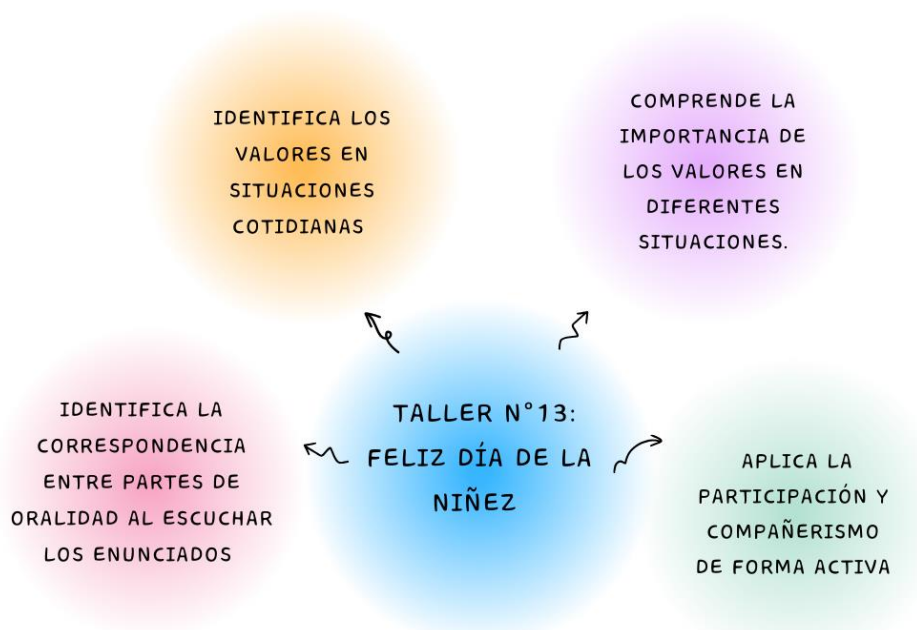 IDENTIFICA LOS
VALORES EN
SITUACIONES
COTIDIANAS
COMPRENDE LA
IMPORTANCIA DE
LOS VALORES EN
DIFERENTES
SITUACIONES.
TALLER N°13:
FELIZ DÍA DE LA
NIÑEZ
IDENTIFICA LA
CORRESPONDENCIA
ENTRE PARTES DE
ORALIDAD AL ESCUCHAR
LOS ENUNCIADOS
APLICA LA
PARTICIPACIÓN Y
COMPAÑERISMO
DE FORMA ACTIVA